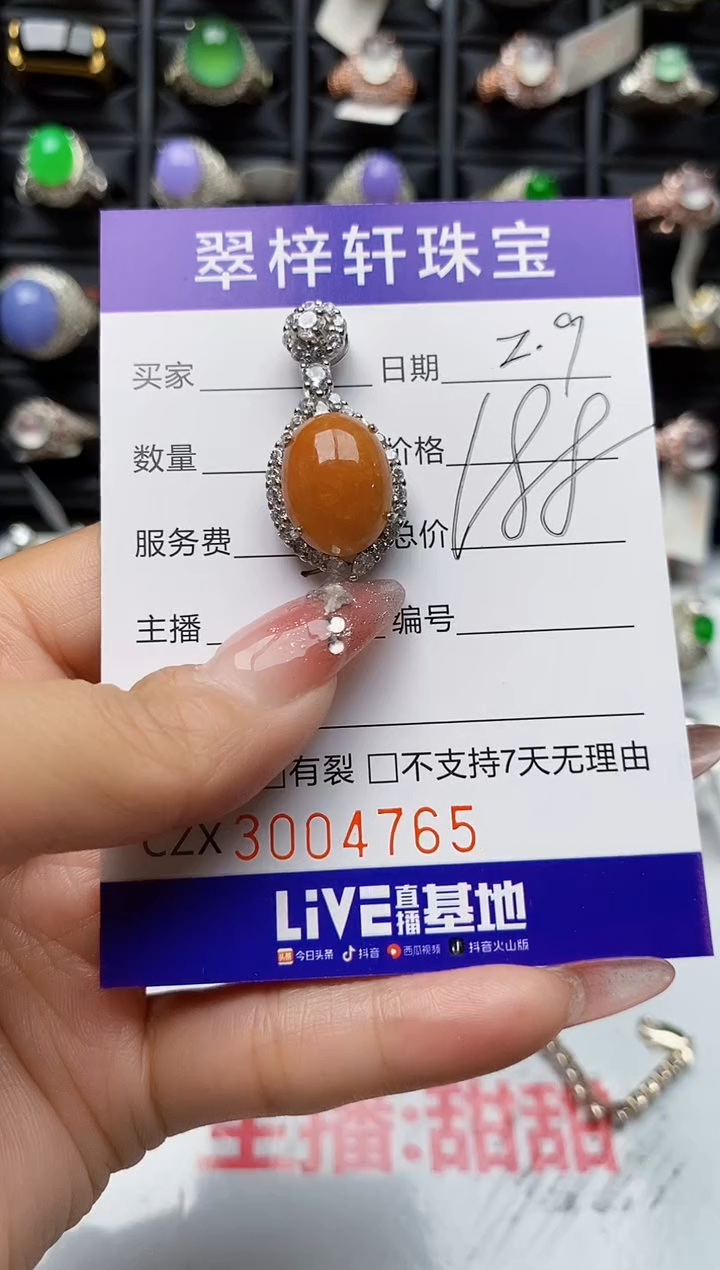 翠梓轩珠宝
买家 日期 2.9
数量 价格 188
服务费 总价
主播 编号
有裂 □不支持7天无理由
CZX 3004765
LiVE直播基地
今日头条 抖音 西瓜视频 抖音火山版
主播:甜甜